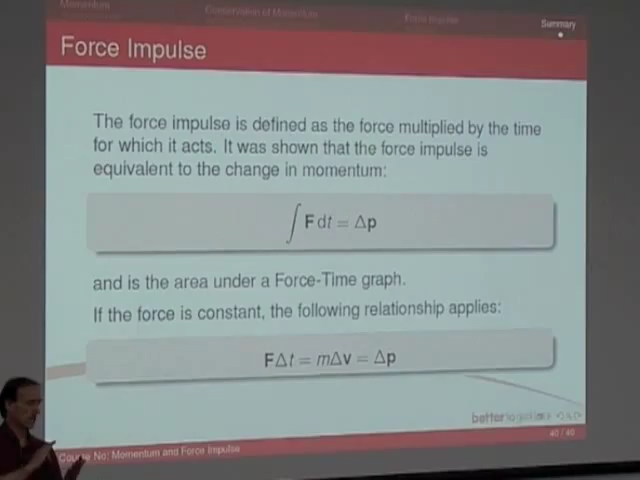 Momentum
Conservation of Momentum
Force Impulse
Summary
Force Impulse
The force impulse is defined as the force multiplied by the time
for which it acts. It was shown that the force impulse is
equivalent to the change in momentum:
∫ F dt = Δp
and is the area under a Force-Time graph.
If the force is constant, the following relationship applies:
FΔt = mΔv = Δp
better
40 / 40
Course No: Momentum and Force Impulse